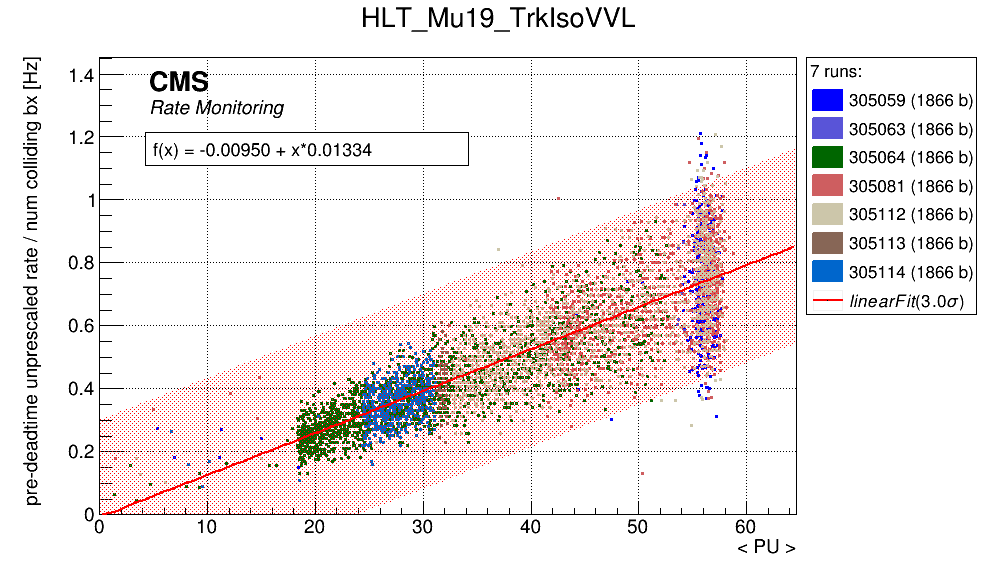 HLT_Mu19_TrkIsoVVL
pre-deadtime unprescaled rate / num colliding bx [Hz]
CMS
Rate Monitoring
f(x) = -0.00950 + x*0.01334
1.4
1.2
1
0.8
0.6
0.4
0.2
0
0 10 20 30 40 50 60
< PU >
7 runs:
305059 (1866 b)
305063 (1866 b)
305064 (1866 b)
305081 (1866 b)
305112 (1866 b)
305113 (1866 b)
305114 (1866 b)
linearFit(3.0σ)